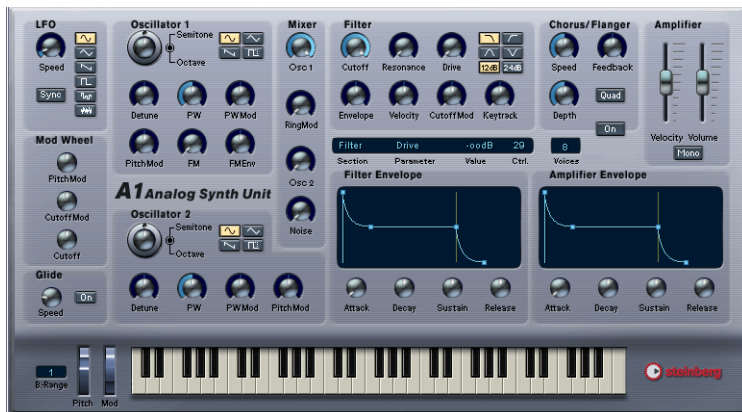 LFO
Speed
Sync
Mod Wheel
PitchMod
CutoffMod
Cutoff
Glide
Speed
On
Oscillator 1
Semitone
Octave
Detune
PW
PWMod
PitchMod
FM
FMEnv
A1 Analog Synth Unit
Oscillator 2
Semitone
Octave
Detune
PW
PWMod
PitchMod
Mixer
Osc 1
RingMod
Osc 2
Noise
Filter
Cutoff
Resonance
Drive
12dB
24dB
Envelope
Velocity
CutoffMod
Keytrack
Filter
Drive
-oodB
29
Section
Parameter
Value
Ctrl.
8
Voices
Chorus/Flanger
Speed
Feedback
Depth
Quad
On
Amplifier
Velocity
Volume
Mono
Filter Envelope
Attack
Decay
Sustain
Release
Amplifier Envelope
Attack
Decay
Sustain
Release
1
B.-Range
Pitch
Mod
steinberg